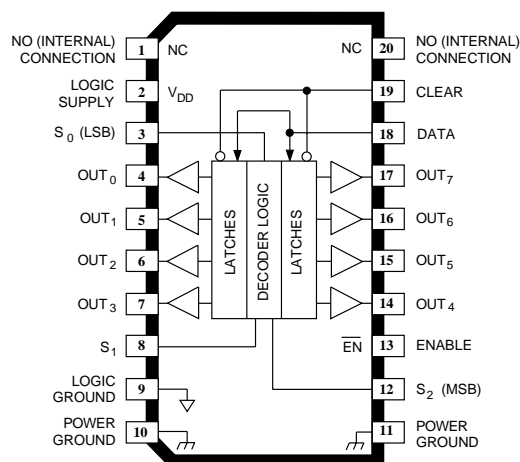 NO (INTERNAL)
CONNECTION
1
NC
NC
20
NO (INTERNAL)
CONNECTION
LOGIC
SUPPLY
2
VDD
19
CLEAR
S0 (LSB)
3
18
DATA
OUT0
4
17
OUT7
OUT1
5
16
OUT6
OUT2
6
15
OUT5
OUT3
7
14
OUT4
LATCHES
DECODER LOGIC
LATCHES
S1
8
EN
13
ENABLE
LOGIC
GROUND
9
12
S2 (MSB)
POWER
GROUND
10
11
POWER
GROUND